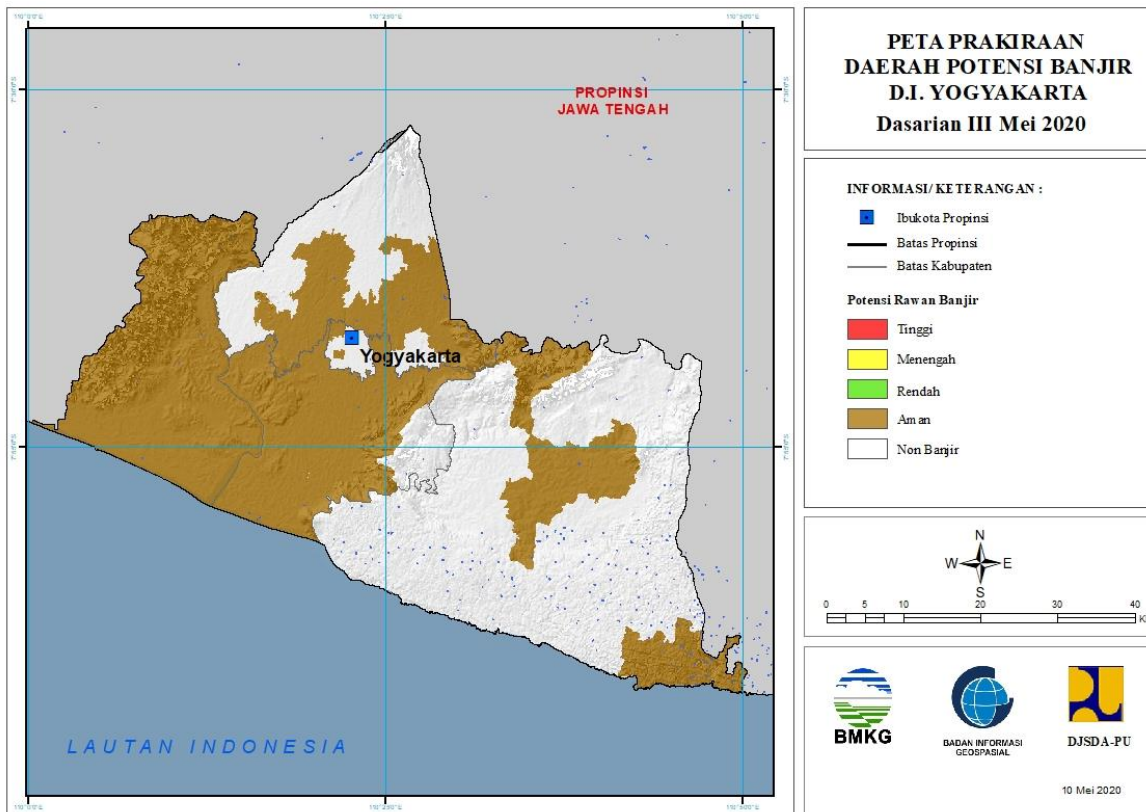 PETA PRAKIRAAN
DAERAH POTENSI BANJIR
D.I. YOGYAKARTA
Dasarian III Mei 2020
PROPINSI
JAWA TENGAH
Yogyakarta
LAUTAN INDONESIA
INFORMASI/ KETERANGAN :
Ibukota Propinsi
Batas Propinsi
Batas Kabupaten
Potensi Rawan Banjir
Tinggi
Menengah
Rendah
Aman
Non Banjir
N
W E
S
0 5 10 20 30 40
BMKG
BADAN INFORMASI
GEOSPASIAL
DJSDA-PU
10 Mei 2020